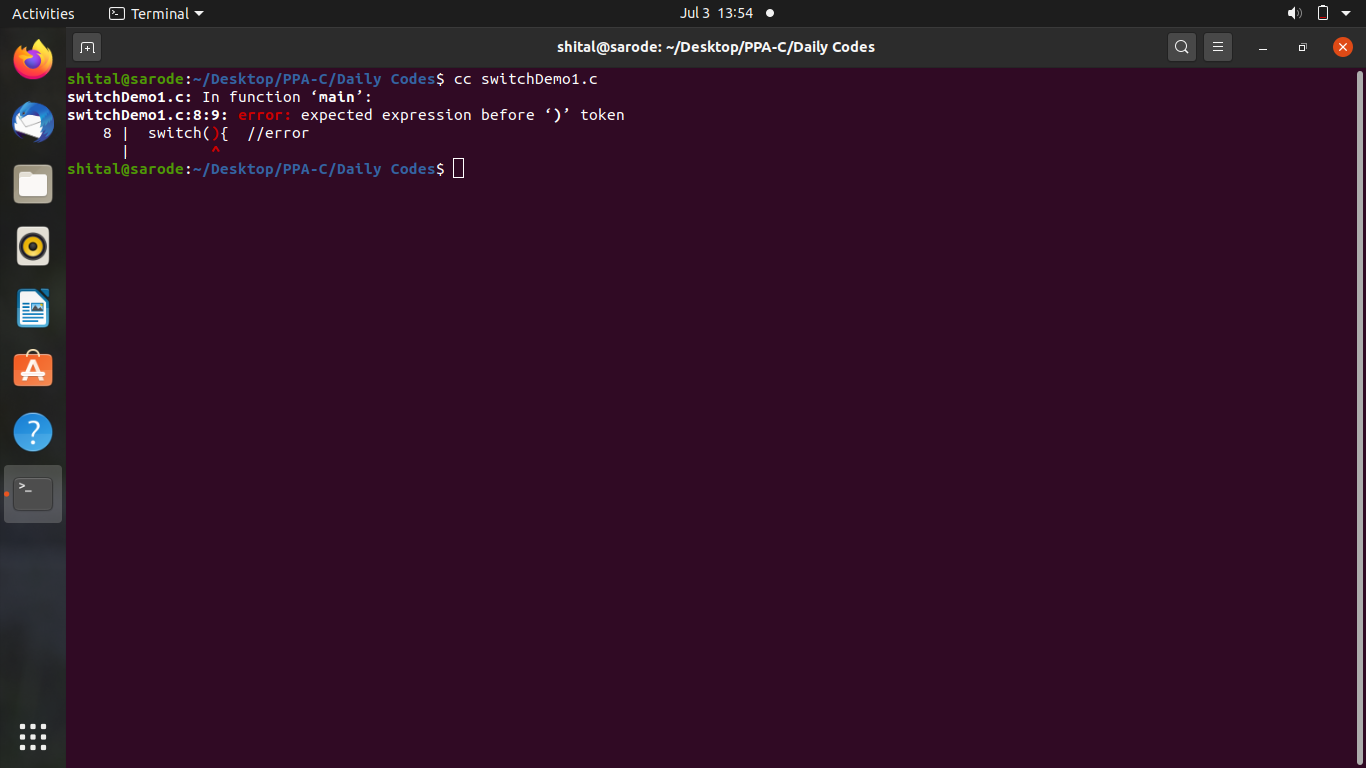 Activities
Terminal
Jul 3 13:54
shital@sarode: ~/Desktop/PPA-C/Daily Codes
shital@sarode:~/Desktop/PPA-C/Daily Codes$ cc switchDemo1.c
switchDemo1.c: In function ‘main’:
switchDemo1.c:8:9: error: expected expression before ‘)’ token
    8 |  switch(){  //error
      |         ^
shital@sarode:~/Desktop/PPA-C/Daily Codes$